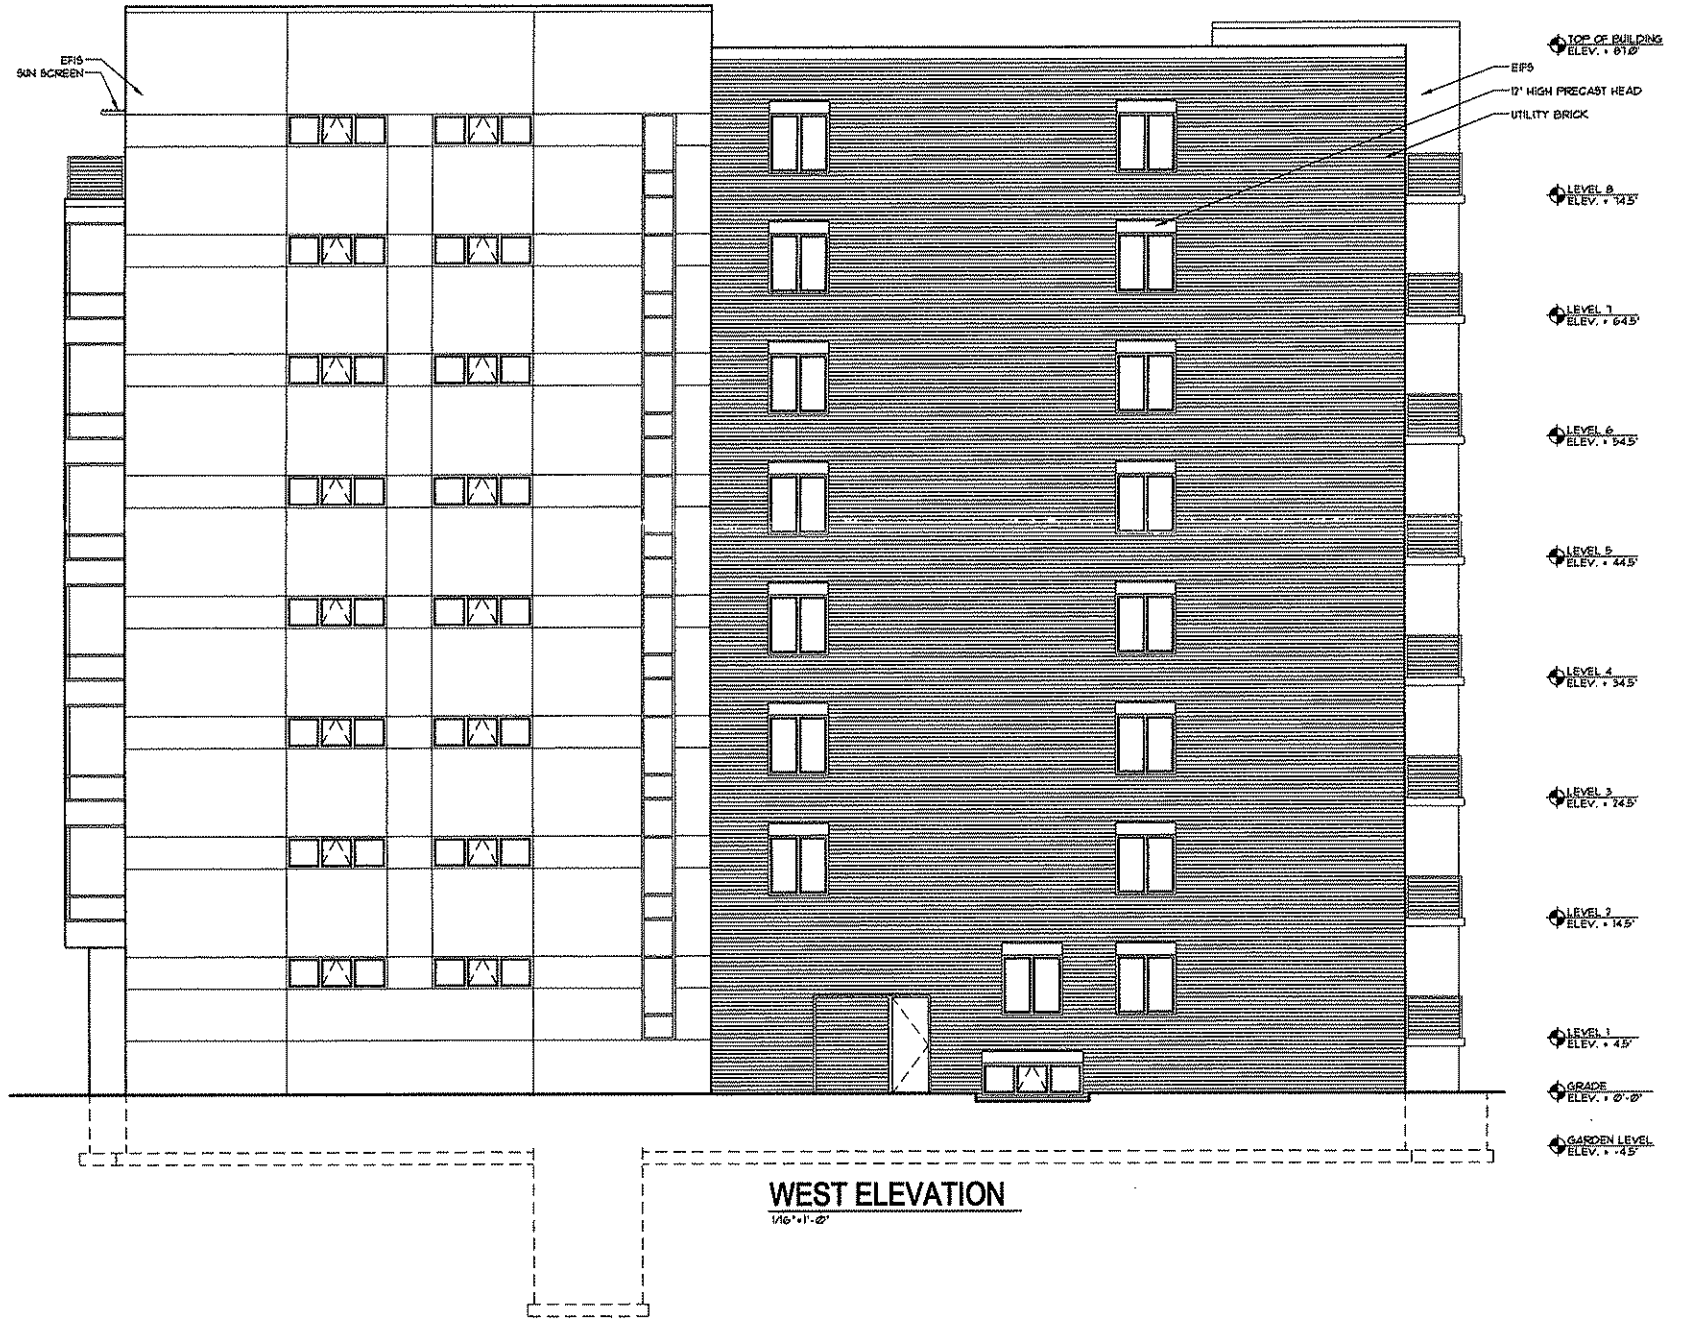 EFIS
SUN SCREEN
TOP OF BUILDING
ELEV. = 87.0'
EIFS
12" HIGH PRECAST HEAD
UTILITY BRICK
LEVEL 8
ELEV. = 74.5'
LEVEL 7
ELEV. = 64.5'
LEVEL 6
ELEV. = 54.5'
LEVEL 5
ELEV. = 44.5'
LEVEL 4
ELEV. = 34.5'
LEVEL 3
ELEV. = 24.5'
LEVEL 2
ELEV. = 14.5'
LEVEL 1
ELEV. = 4.5'
GRADE
ELEV. = 0'-0"
GARDEN LEVEL
ELEV. = -4.5'
WEST ELEVATION
1/16"=1'-0"